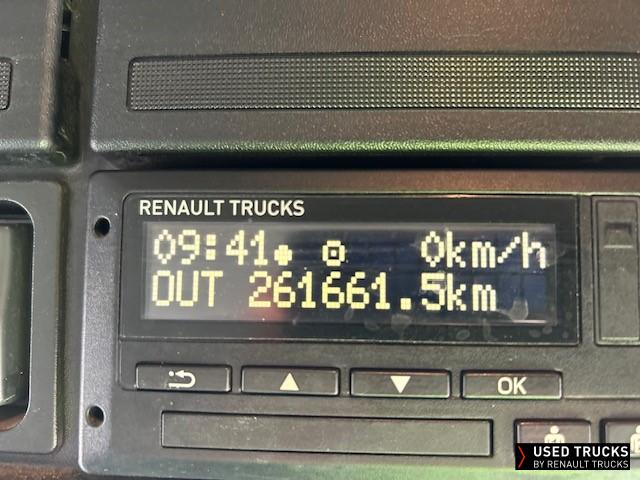 RENAULT TRUCKS
09:41 0km/h
OUT 261661.5km
OK
USED TRUCKS
BY RENAULT TRUCKS